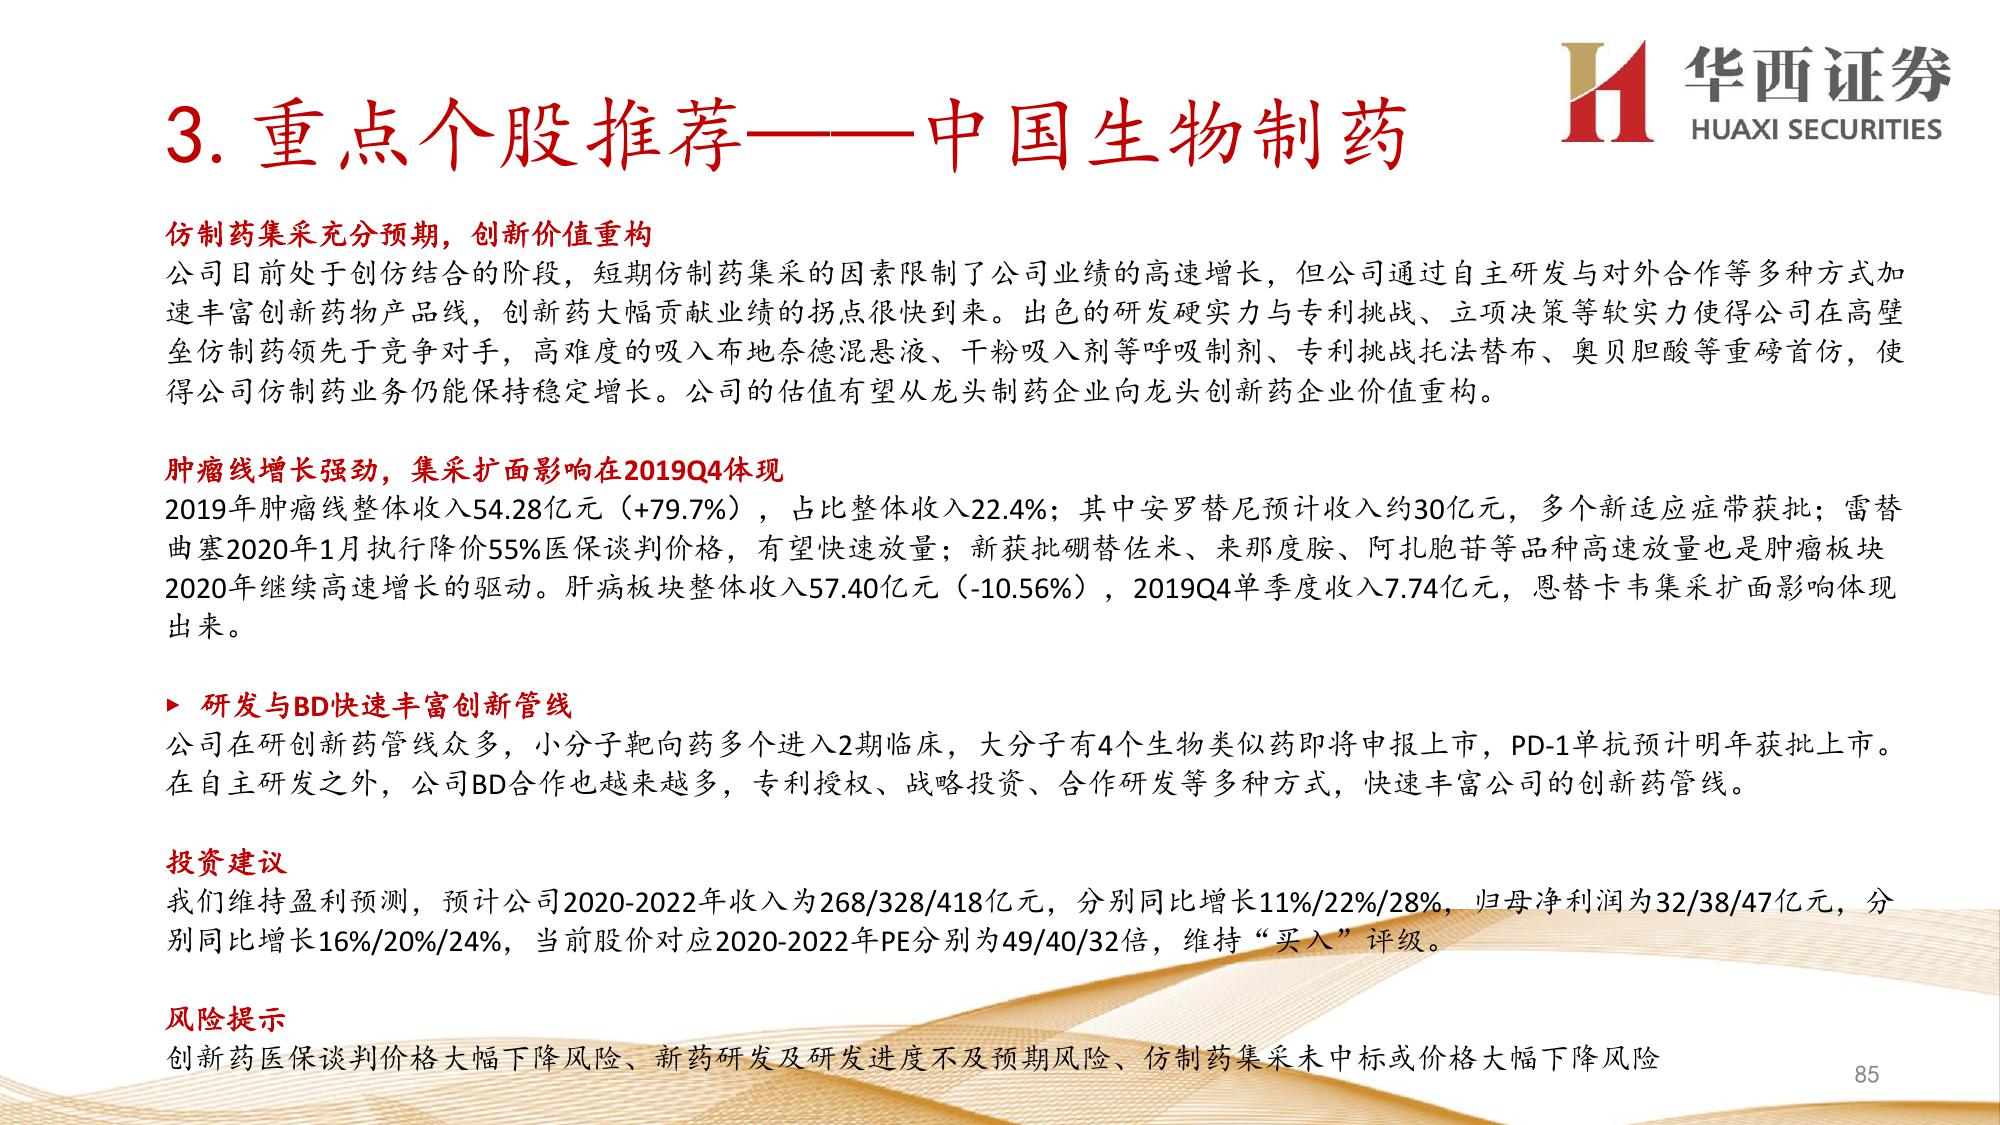 华西证券
HUAXI SECURITIES
3. 重点个股推荐——中国生物制药
仿制药集采充分预期，创新价值重构
公司目前处于创仿结合的阶段，短期仿制药集采的因素限制了公司业绩的高速增长，但公司通过自主研发与对外合作等多种方式加
速丰富创新药物产品线，创新药大幅贡献业绩的拐点很快到来。出色的研发硬实力与专利挑战、立项决策等软实力使得公司在高壁
垒仿制药领先于竞争对手，高难度的吸入布地奈德混悬液、干粉吸入剂等呼吸制剂、专利挑战托法替布、奥贝胆酸等重磅首仿，使
得公司仿制药业务仍能保持稳定增长。公司的估值有望从龙头制药企业向龙头创新药企业价值重构。
肿瘤线增长强劲，集采扩面影响在2019Q4体现
2019年肿瘤线整体收入54.28亿元（+79.7%），占比整体收入22.4%；其中安罗替尼预计收入约30亿元，多个新适应症带获批；雷替
曲塞2020年1月执行降价55%医保谈判价格，有望快速放量；新获批硼替佐米、来那度胺、阿扎胞苷等品种高速放量也是肿瘤板块
2020年继续高速增长的驱动。肝病板块整体收入57.40亿元（-10.56%），2019Q4单季度收入7.74亿元，恩替卡韦集采扩面影响体现
出来。
▶ 研发与BD快速丰富创新管线
公司在研创新药管线众多，小分子靶向药多个进入2期临床，大分子有4个生物类似药即将申报上市，PD-1单抗预计明年获批上市。
在自主研发之外，公司BD合作也越来越多，专利授权、战略投资、合作研发等多种方式，快速丰富公司的创新药管线。
投资建议
我们维持盈利预测，预计公司2020-2022年收入为268/328/418亿元，分别同比增长11%/22%/28%，归母净利润为32/38/47亿元，分
别同比增长16%/20%/24%，当前股价对应2020-2022年PE分别为49/40/32倍，维持“买入”评级。
风险提示
创新药医保谈判价格大幅下降风险、新药研发及研发进度不及预期风险、仿制药集采未中标或价格大幅下降风险
85